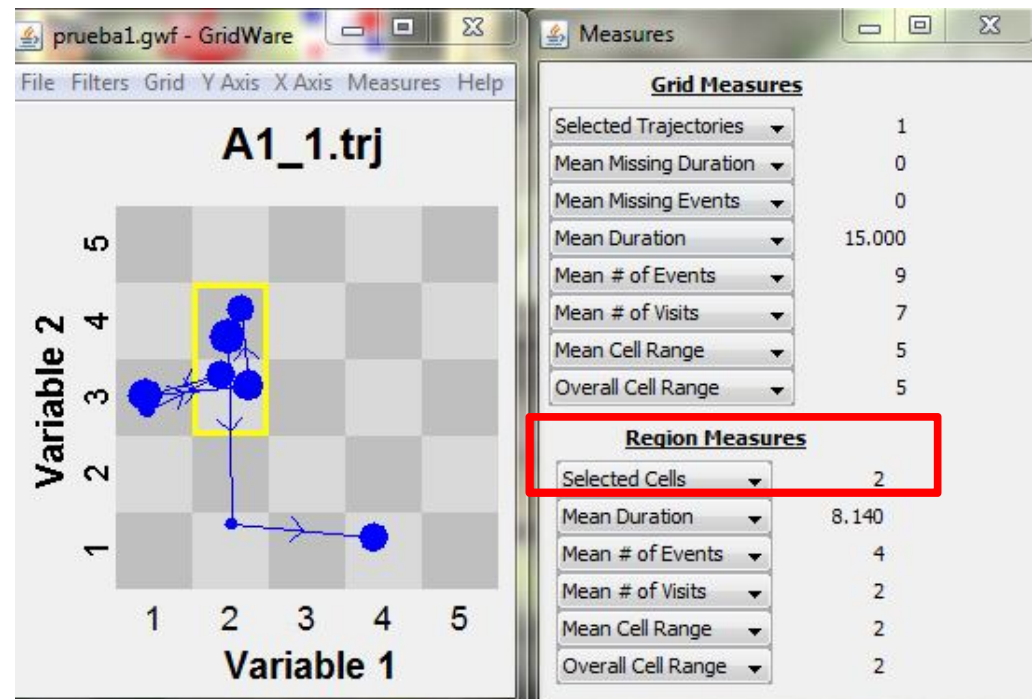 prueba1.gwf - GridWare
File Filters Grid Y Axis X Axis Measures Help
A1_1.trj
5
4
3
2
1
Variable 2
1 2 3 4 5
Variable 1
Measures
Grid Measures
Selected Trajectories 1
Mean Missing Duration 0
Mean Missing Events 0
Mean Duration 15.000
Mean # of Events 9
Mean # of Visits 7
Mean Cell Range 5
Overall Cell Range 5
Region Measures
Selected Cells 2
Mean Duration 8.140
Mean # of Events 4
Mean # of Visits 2
Mean Cell Range 2
Overall Cell Range 2